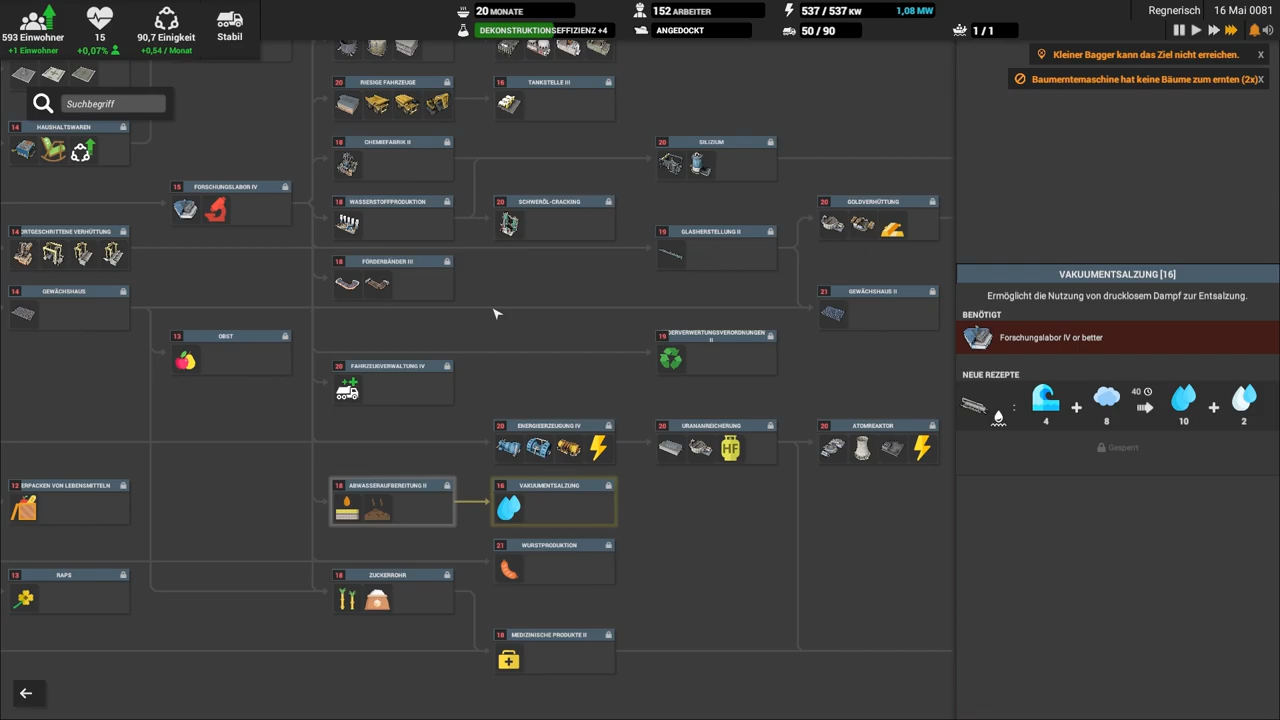 593 Einwohner
+1 Einwohner
15
+0,07%
90,7 Einigkeit
+0,54 / Monat
Stabil
20 MONATE
DEKONSTRUKTIONSEFFIZIENZ +4
152 ARBEITER
ANGEDOCKT
537 / 537 KW
1,08 MW
50 / 90
1 / 1
Regnerisch
16 Mai 0081
Kleiner Bagger kann das Ziel nicht erreichen.
X
Baumerntemaschine hat keine Bäume zum ernten (2x)
X
Suchbegriff
20 RIESIGE FAHRZEUGE
16 TANKSTELLE III
14 HAUSHALTSWAREN
18 CHEMIEFABRIK II
20 SILIZIUM
15 FORSCHUNGSLABOR IV
18 WASSERSTOFFPRODUKTION
20 SCHWERÖL-CRACKING
20 GOLDVERHÜTTUNG
14 ORTGESCHRITTENE VERHÜTTUNG
19 GLASHERSTELLUNG II
18 FÖRDERBÄNDER III
14 GEWÄCHSHAUS
21 GEWÄCHSHAUS II
13 OBST
19 DERVERWERTUNGSVERORDNUNGEN
II
20 FAHRZEUGVERWALTUNG IV
20 ENERGIEERZEUGUNG IV
20 URANANREICHERUNG
HF
20 ATOMREAKTOR
12 ERPACKEN VON LEBENSMITTELN
18 ABWASSERAUFBEREITUNG II
16 VAKUUMENTSALZUNG
21 WURSTPRODUKTION
13 RAPS
18 ZUCKERROHR
18 MEDIZINISCHE PRODUKTE II
VAKUUMENTSALZUNG [16]
Ermöglicht die Nutzung von drucklosem Dampf zur Entsalzung.
BENÖTIGT
Forschungslabor IV or better
NEUE REZEPTE
: 4 + 8 40 10 + 2
Gesperrt